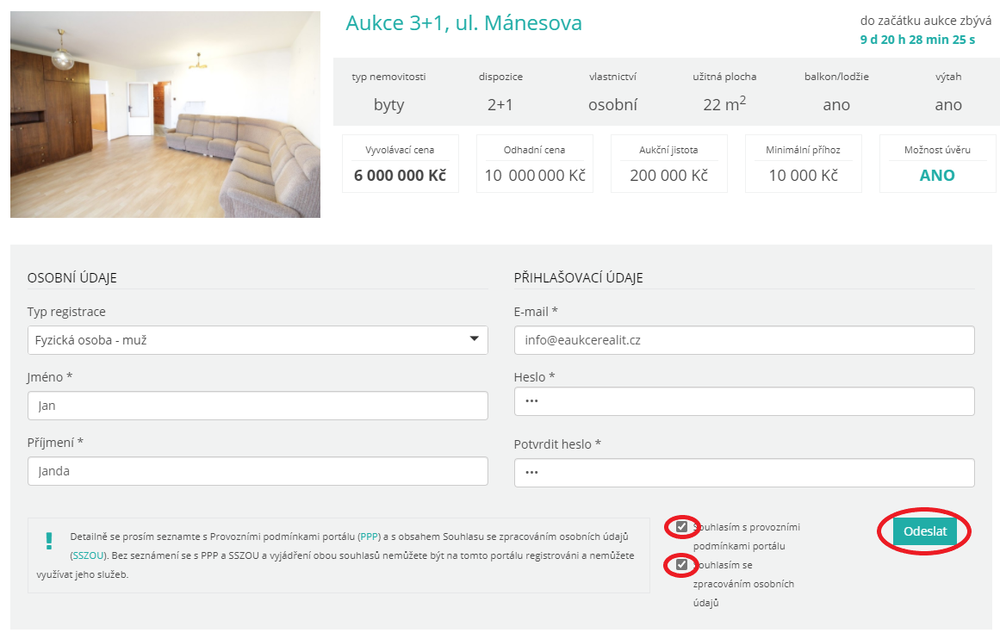 Aukce 3+1, ul. Mánesova
do začátku aukce zbývá
9 d 20 h 28 min 25 s
typ nemovitosti dispozice vlastnictví užitná plocha balkon/lodžie výtah
byty 2+1 osobní 22 m² ano ano
Vyvolávací cena Odhadní cena Aukční jistota Minimální příhoz Možnost úvěru
6 000 000 Kč 10 000 000 Kč 200 000 Kč 10 000 Kč ANO
OSOBNÍ ÚDAJE
Typ registrace
Fyzická osoba - muž
Jméno *
Jan
Příjmení *
Janda
PŘIHLAŠOVACÍ ÚDAJE
E-mail *
info@eaukcerealit.cz
Heslo *
•••
Potvrdit heslo *
•••
! Detailně se prosím seznamte s Provozními podmínkami portálu (PPP) a s obsahem Souhlasu se zpracováním osobních údajů
(SSZOU). Bez seznámení se s PPP a SSZOU a vyjádření obou souhlasů nemůžete být na tomto portálu registrováni a nemůžete
využívat jeho služeb.
Souhlasím s provozními
podmínkami portálu
Souhlasím se
zpracováním osobních
údajů
Odeslat